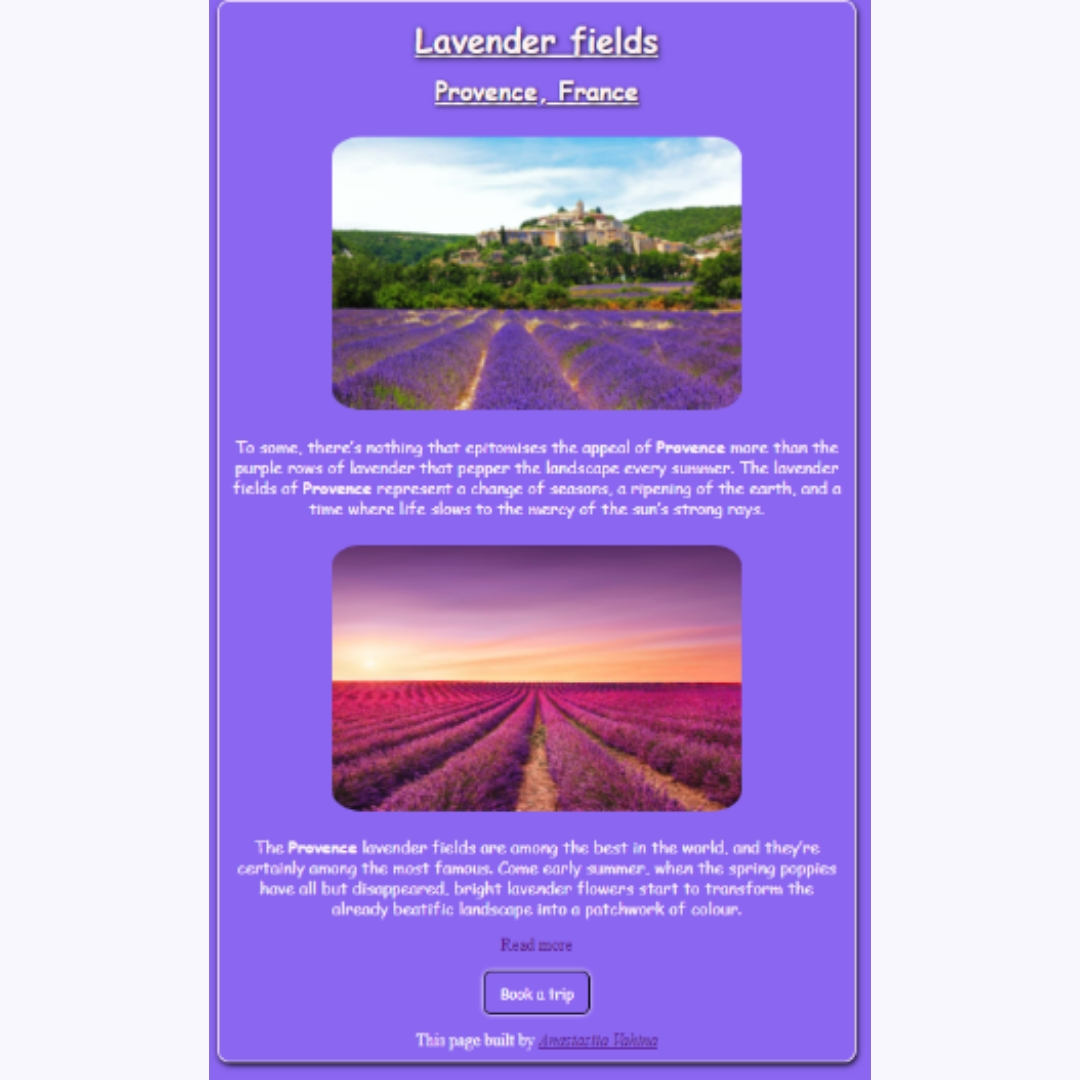 Lavender fields
Provence, France
To some, there's nothing that epitomises the appeal of Provence more than the
purple rows of lavender that pepper the landscape every summer. The lavender
fields of Provence represent a change of seasons, a ripening of the earth, and a
time where life slows to the mercy of the sun's strong rays.
The Provence lavender fields are among the best in the world, and they're
certainly among the most famous. Come early summer, when the spring poppies
have all but disappeared, bright lavender flowers start to transform the
already beatific landscape into a patchwork of colour.
Read more
Book a trip
This page built by Anastasiia